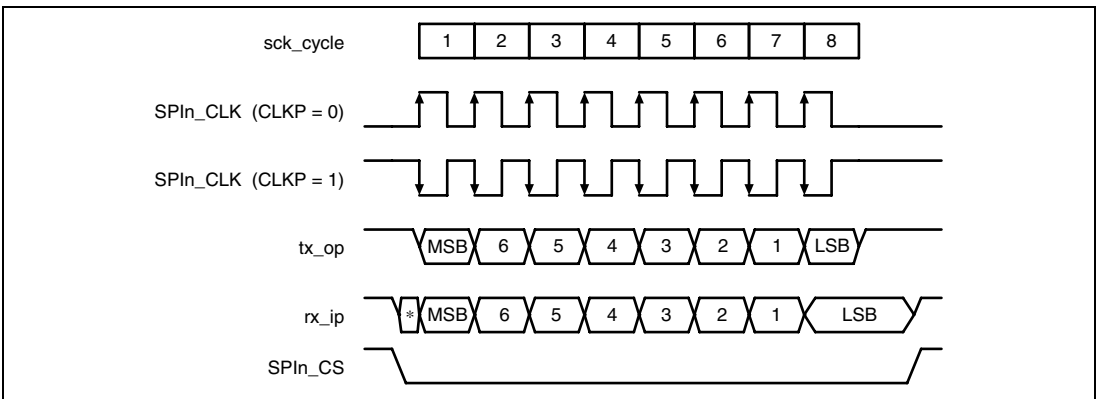 sck_cycle 1 2 3 4 5 6 7 8
SPIn_CLK (CLKP = 0)
SPIn_CLK (CLKP = 1)
tx_op MSB 6 5 4 3 2 1 LSB
rx_ip * MSB 6 5 4 3 2 1 LSB
SPIn_CS